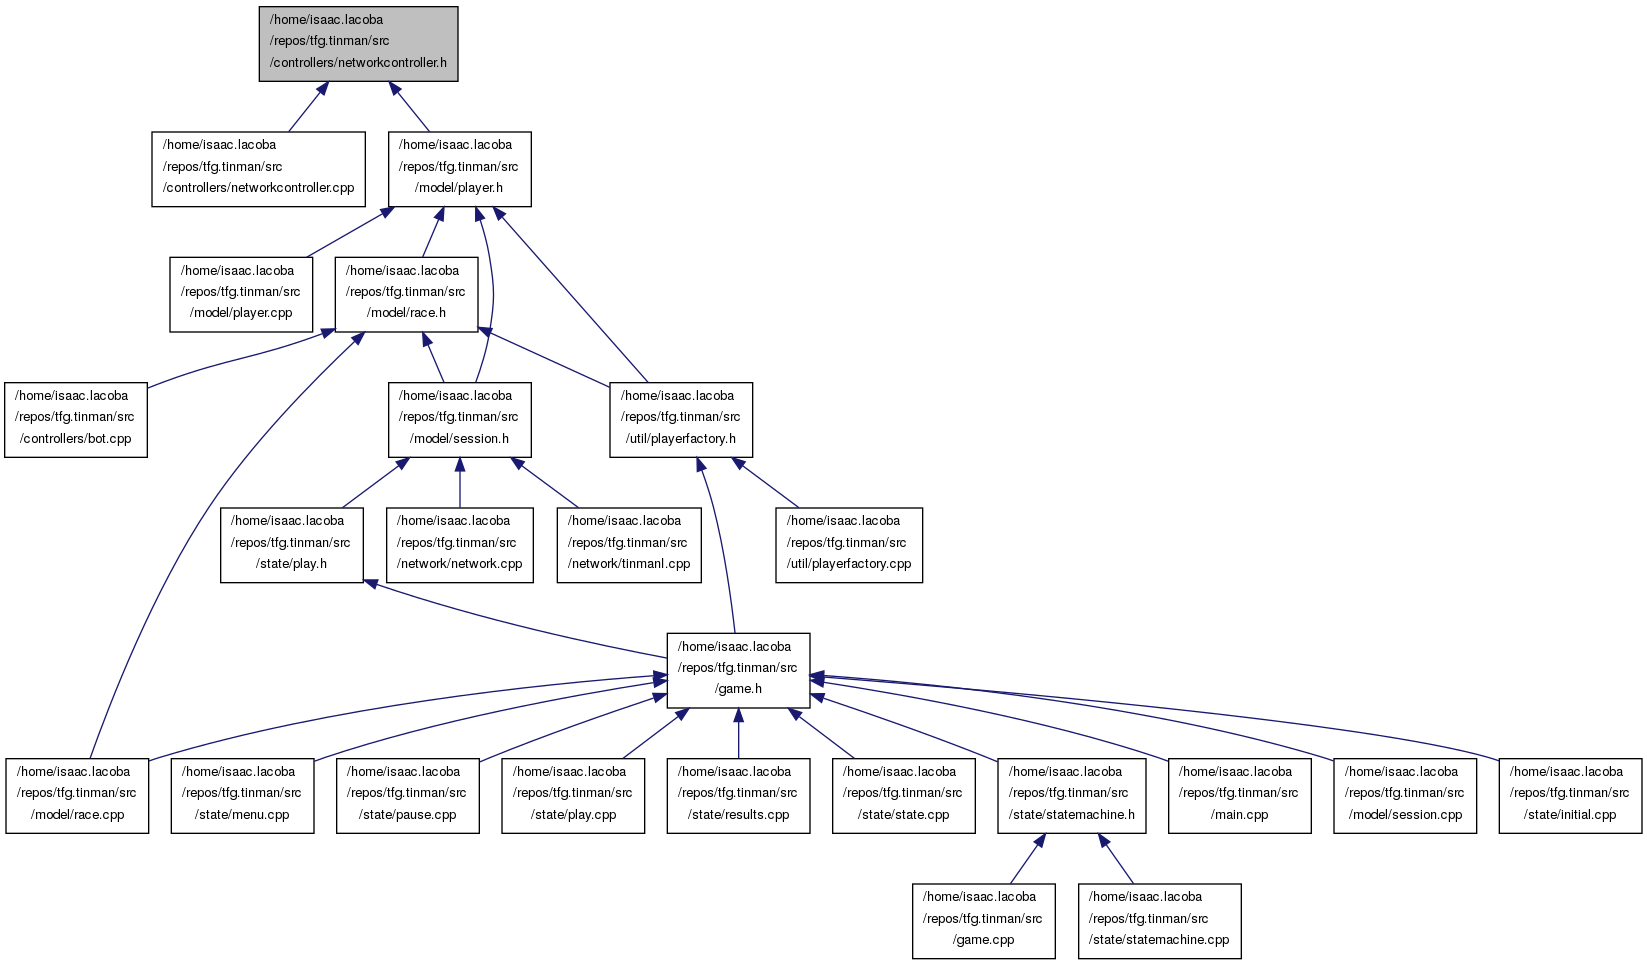 /home/isaac.lacoba
/repos/tfg.tinman/src
/controllers/networkcontroller.h
/home/isaac.lacoba
/repos/tfg.tinman/src
/controllers/networkcontroller.cpp
/home/isaac.lacoba
/repos/tfg.tinman/src
/model/player.h
/home/isaac.lacoba
/repos/tfg.tinman/src
/model/player.cpp
/home/isaac.lacoba
/repos/tfg.tinman/src
/model/race.h
/home/isaac.lacoba
/repos/tfg.tinman/src
/controllers/bot.cpp
/home/isaac.lacoba
/repos/tfg.tinman/src
/model/session.h
/home/isaac.lacoba
/repos/tfg.tinman/src
/util/playerfactory.h
/home/isaac.lacoba
/repos/tfg.tinman/src
/state/play.h
/home/isaac.lacoba
/repos/tfg.tinman/src
/network/network.cpp
/home/isaac.lacoba
/repos/tfg.tinman/src
/network/tinmanI.cpp
/home/isaac.lacoba
/repos/tfg.tinman/src
/util/playerfactory.cpp
/home/isaac.lacoba
/repos/tfg.tinman/src
/game.h
/home/isaac.lacoba
/repos/tfg.tinman/src
/model/race.cpp
/home/isaac.lacoba
/repos/tfg.tinman/src
/state/menu.cpp
/home/isaac.lacoba
/repos/tfg.tinman/src
/state/pause.cpp
/home/isaac.lacoba
/repos/tfg.tinman/src
/state/play.cpp
/home/isaac.lacoba
/repos/tfg.tinman/src
/state/results.cpp
/home/isaac.lacoba
/repos/tfg.tinman/src
/state/state.cpp
/home/isaac.lacoba
/repos/tfg.tinman/src
/state/statemachine.h
/home/isaac.lacoba
/repos/tfg.tinman/src
/main.cpp
/home/isaac.lacoba
/repos/tfg.tinman/src
/model/session.cpp
/home/isaac.lacoba
/repos/tfg.tinman/src
/state/initial.cpp
/home/isaac.lacoba
/repos/tfg.tinman/src
/game.cpp
/home/isaac.lacoba
/repos/tfg.tinman/src
/state/statemachine.cpp